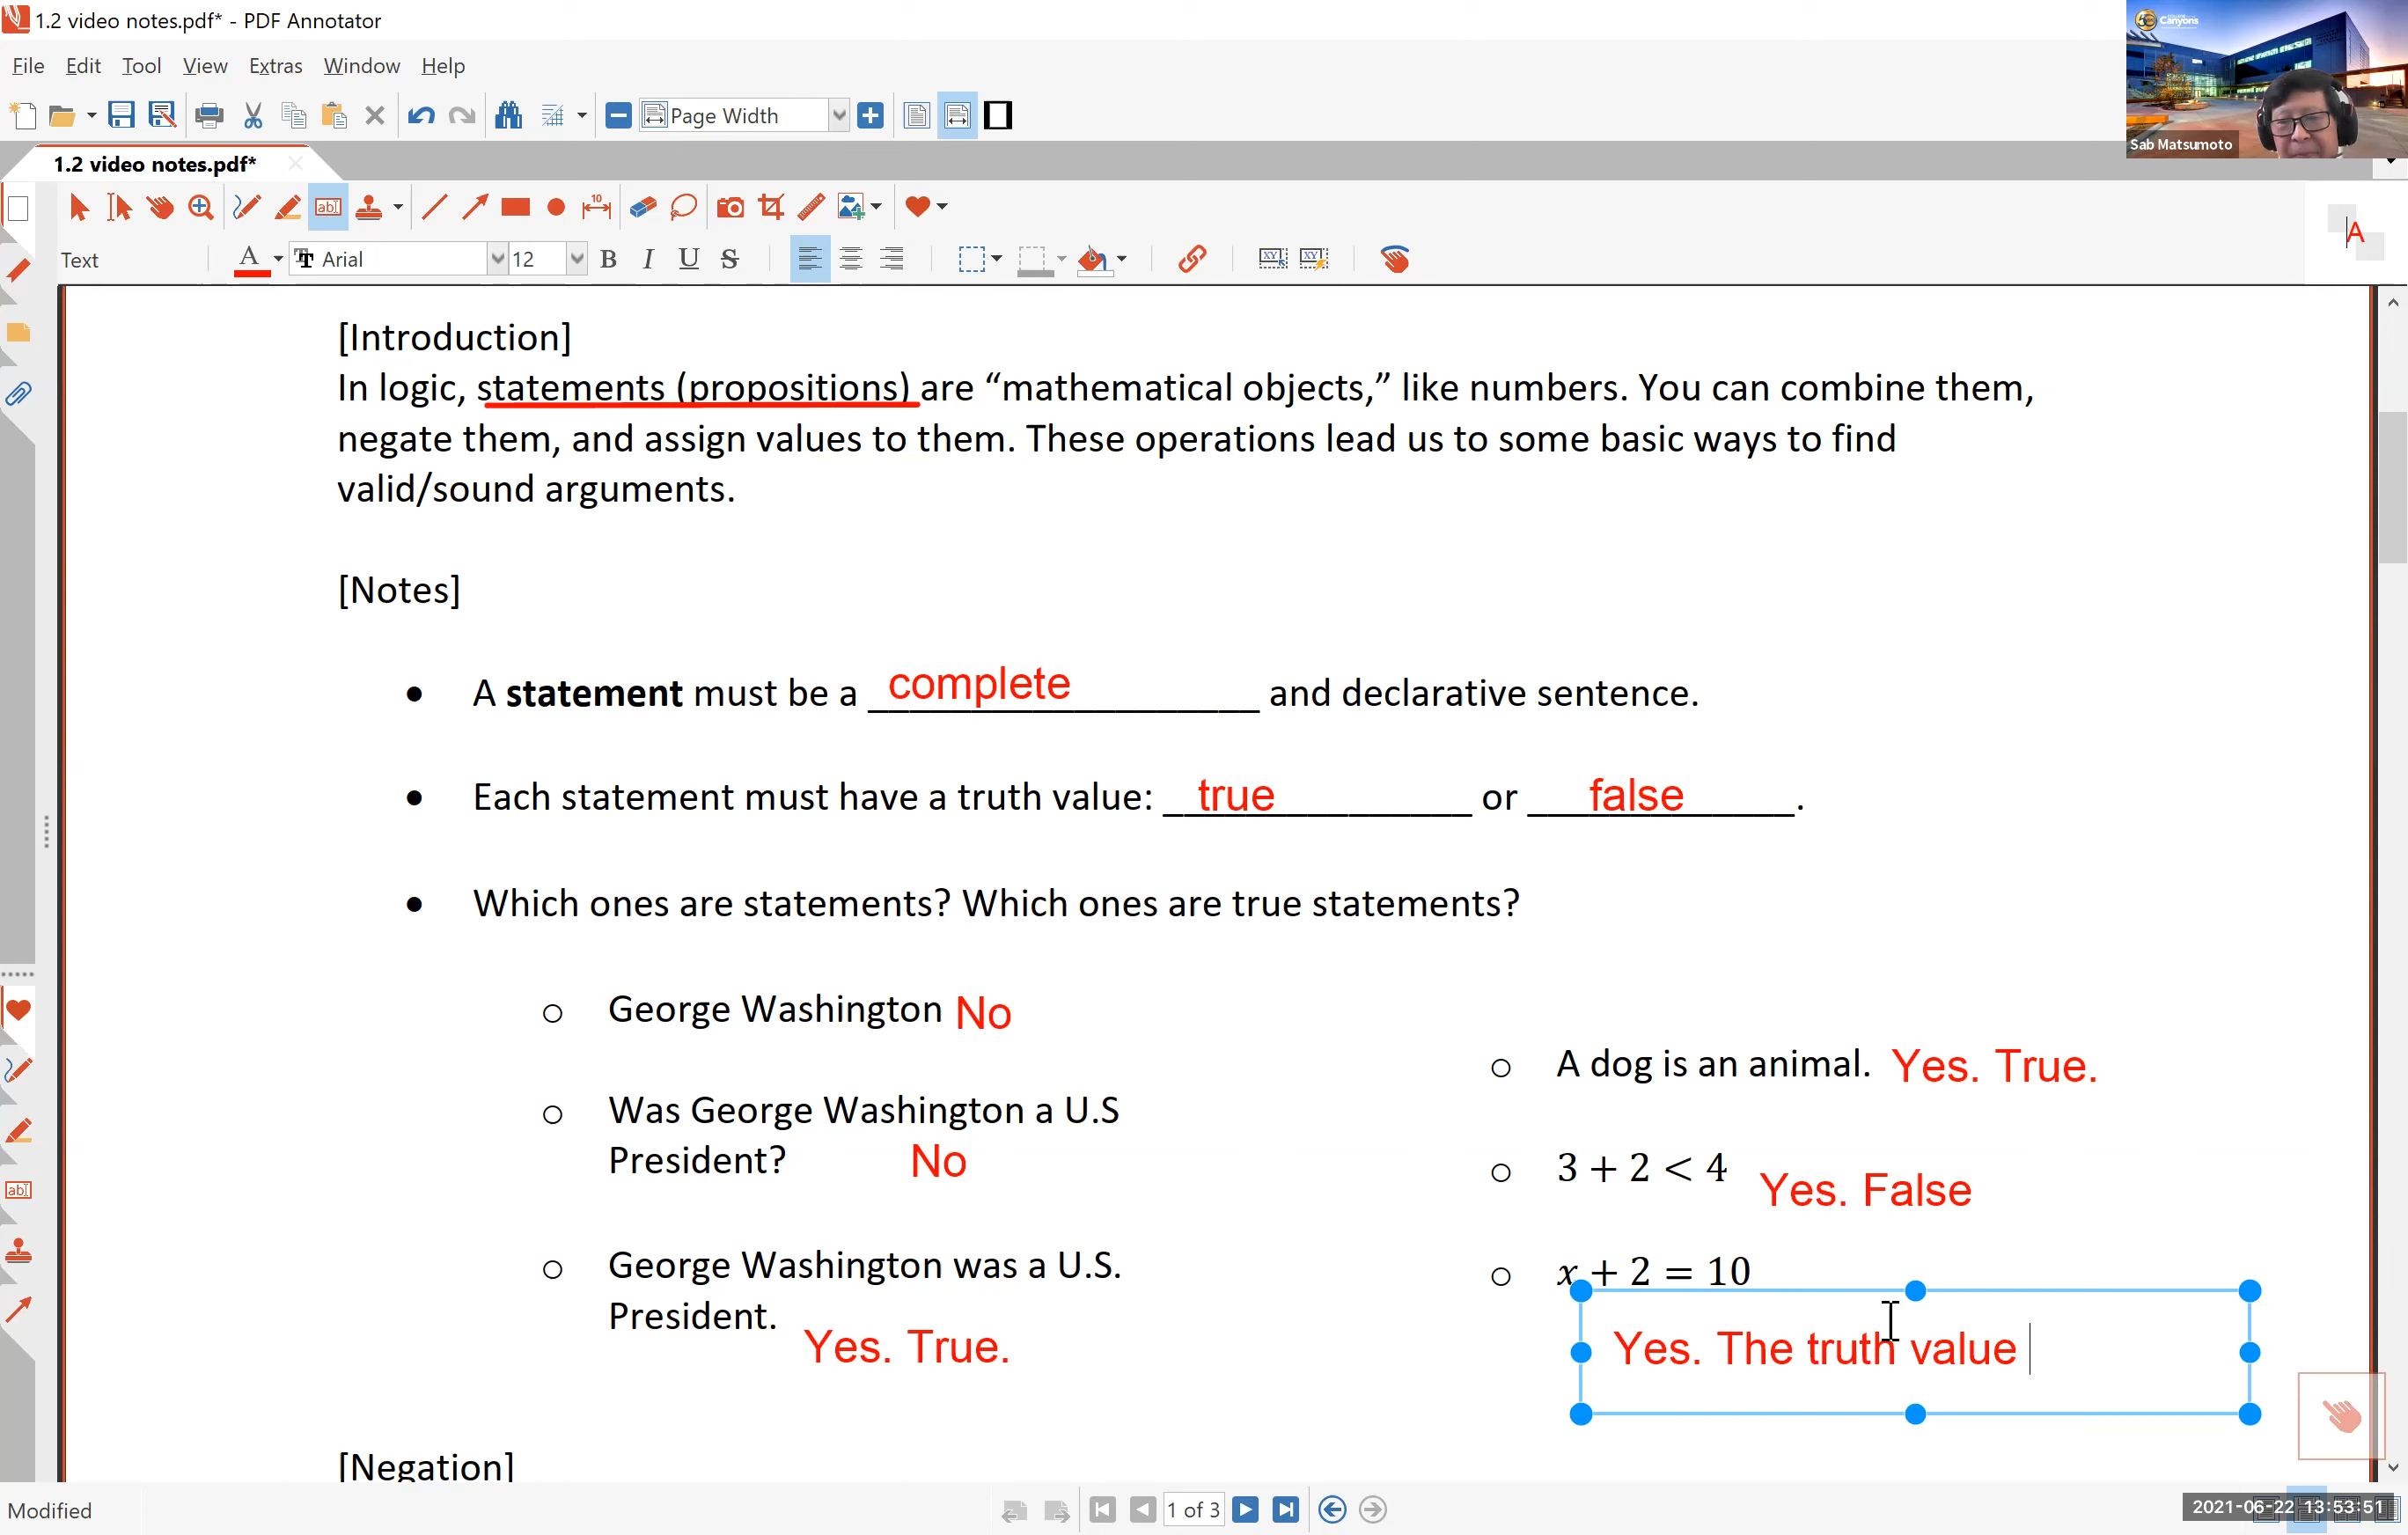 1.2 video notes.pdf* - PDF Annotator
File Edit Tool View Extras Window Help
Page Width
Canyons
Sab Matsumoto
1.2 video notes.pdf*
ab 10
Text A Arial 12 B I U S XY XY
A
[Introduction]
In logic, statements (propositions) are “mathematical objects,” like numbers. You can combine them,
negate them, and assign values to them. These operations lead us to some basic ways to find
valid/sound arguments.
[Notes]
• A statement must be a complete and declarative sentence.
• Each statement must have a truth value: true or false.
• Which ones are statements? Which ones are true statements?
○ George Washington No
○ Was George Washington a U.S
President? No
○ George Washington was a U.S.
President.
Yes. True.
○ A dog is an animal. Yes. True.
○ 3 + 2 < 4 Yes. False
○ x + 2 = 10
Yes. The truth value
[Negation]
ab
Modified
1 of 3
2021-06-22 13:53:51